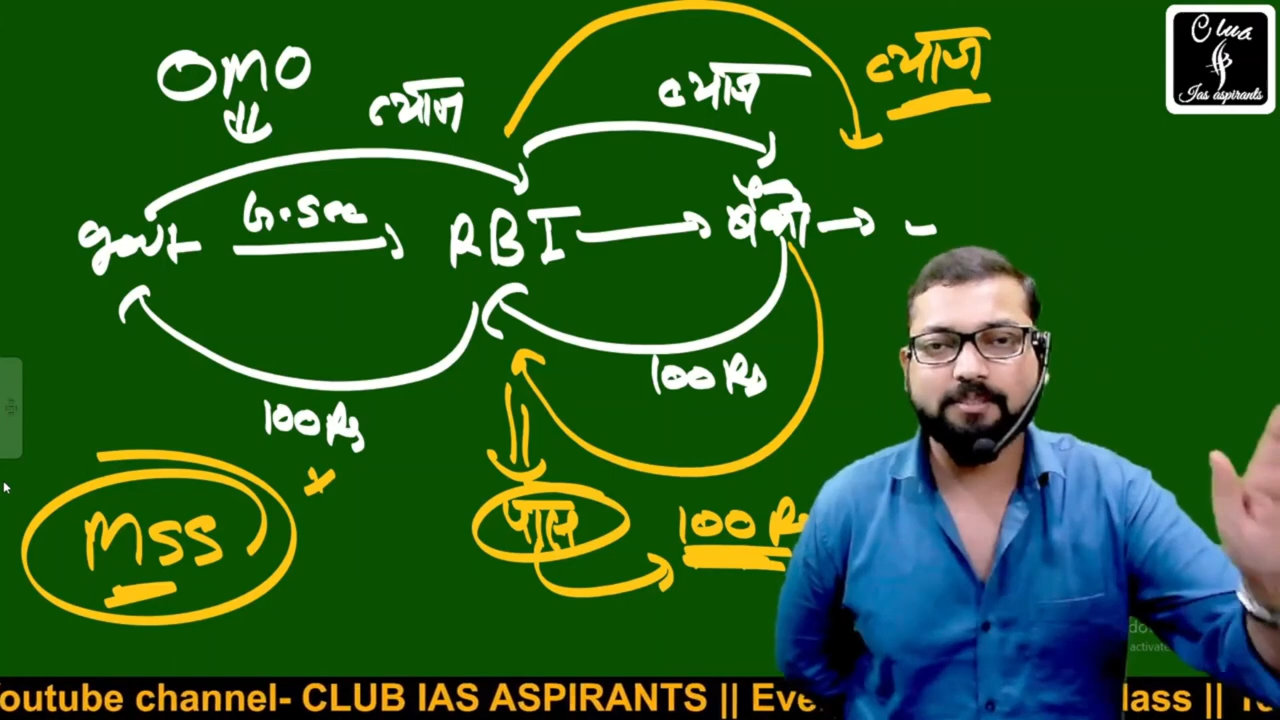 OMO
ब्याज
ब्याज
ब्याज
Club
Ias aspirants
govt
G.Sec
RBI
बैंकों
100 Rs
100 Rs
MSS
पास
100 Rs
outube channel- CLUB IAS ASPIRANTS || Eve
lass ||
activate